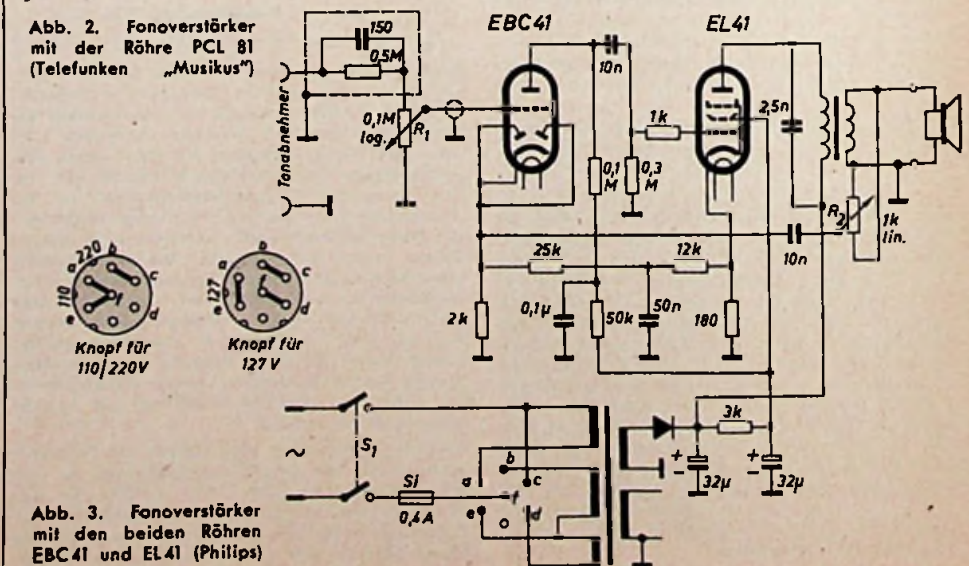 Abb. 2. Fonoverstärker
mit der Röhre PCL 81
(Telefunken „Musikus")
EBC41
EL41
150
0,5M
Tonabnehmer
0,1M
log.
R1
10n
1k
2,5n
0,1
M
0,3
M
R2
1k
lin.
10n
25k
12k
2k
0,1µ
50k
50n
180
220
a
b
c
110
f
e
d
Knopf für
110/220V
b
a
c
127
e
d
Knopf für
127V
S1
~
Si
0,4A
a
b
c
e
f
d
3k
+
-
32µ
+
-
32µ
Abb. 3. Fonoverstärker
mit den beiden Röhren
EBC41 und EL41 (Philips)